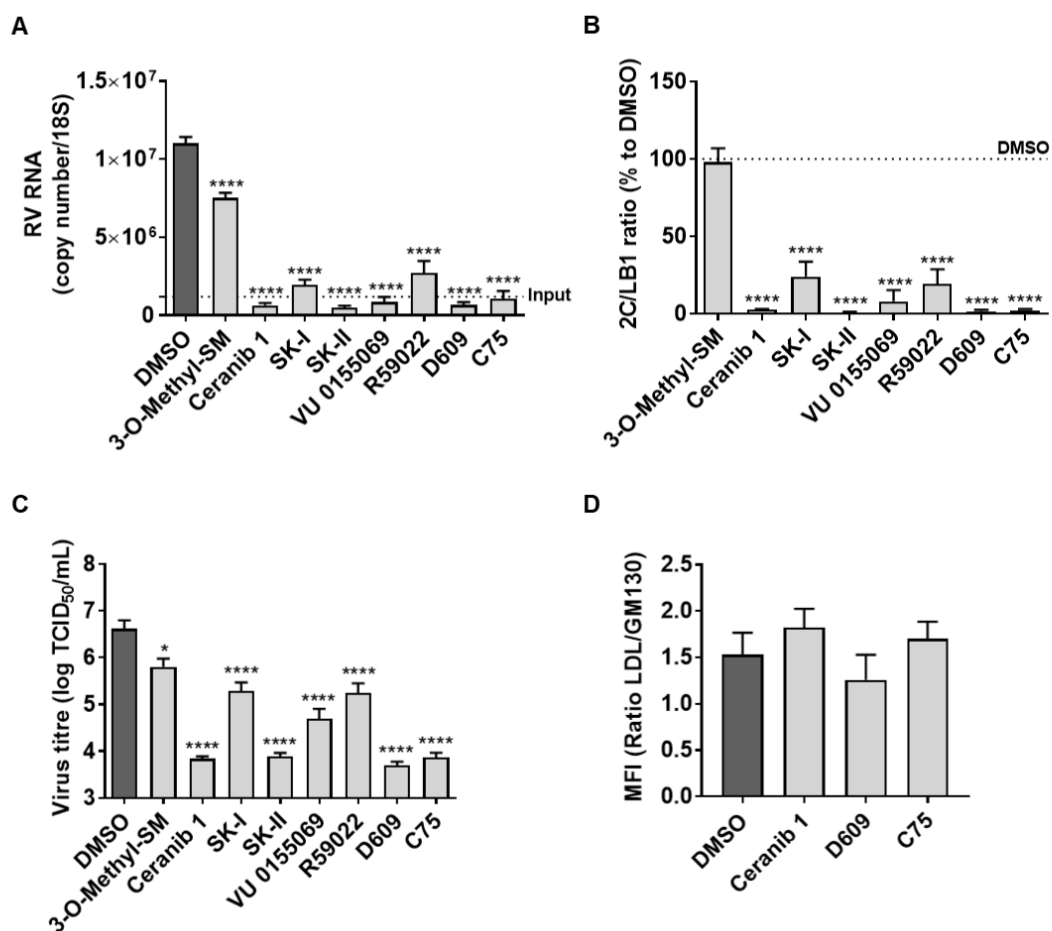 A
RV RNA
(copy number/18S)
1.5×10⁷
1×10⁷
5×10⁶
0
****
****
****
****
****
****
****
****
Input
DMSO
3-O-Methyl-SM
Ceranib 1
SK-I
SK-II
VU 0155069
R59022
D609
C75
B
2C/LB1 ratio (% to DMSO)
150
100
50
0
DMSO
****
****
****
****
****
****
****
3-O-Methyl-SM
Ceranib 1
SK-I
SK-II
VU 0155069
R59022
D609
C75
C
Virus titre (log TCID₅₀/mL)
8
7
6
5
4
3
*
****
****
****
****
****
****
****
DMSO
3-O-Methyl-SM
Ceranib 1
SK-I
SK-II
VU 0155069
R59022
D609
C75
D
MFI (Ratio LDL/GM130)
2.5
2.0
1.5
1.0
0.5
0.0
DMSO
Ceranib 1
D609
C75